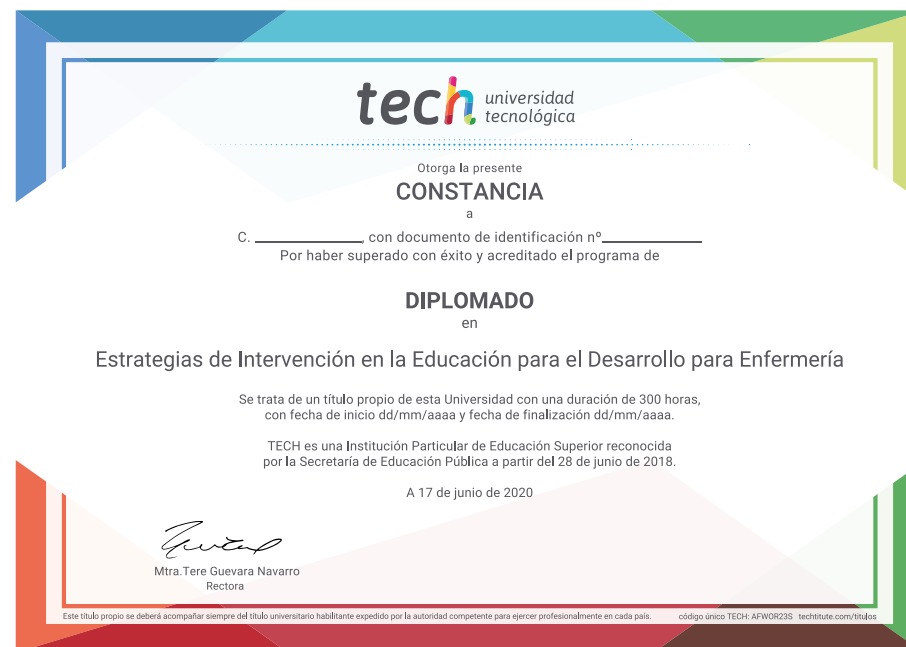 tech universidad
tecnológica
Otorga la presente
CONSTANCIA
a
C. ____________, con documento de identificación nº____________
Por haber superado con éxito y acreditado el programa de
DIPLOMADO
en
Estrategias de Intervención en la Educación para el Desarrollo para Enfermería
Se trata de un título propio de esta Universidad con una duración de 300 horas,
con fecha de inicio dd/mm/aaaa y fecha de finalización dd/mm/aaaa.
TECH es una Institución Particular de Educación Superior reconocida
por la Secretaría de Educación Pública a partir del 28 de junio de 2018.
A 17 de junio de 2020
Mtra.Tere Guevara Navarro
Rectora
Este título propio se deberá acompañar siempre del título universitario habilitante expedido por la autoridad competente para ejercer profesionalmente en cada país. código único TECH: AFWOR23S techtitute.com/titulos